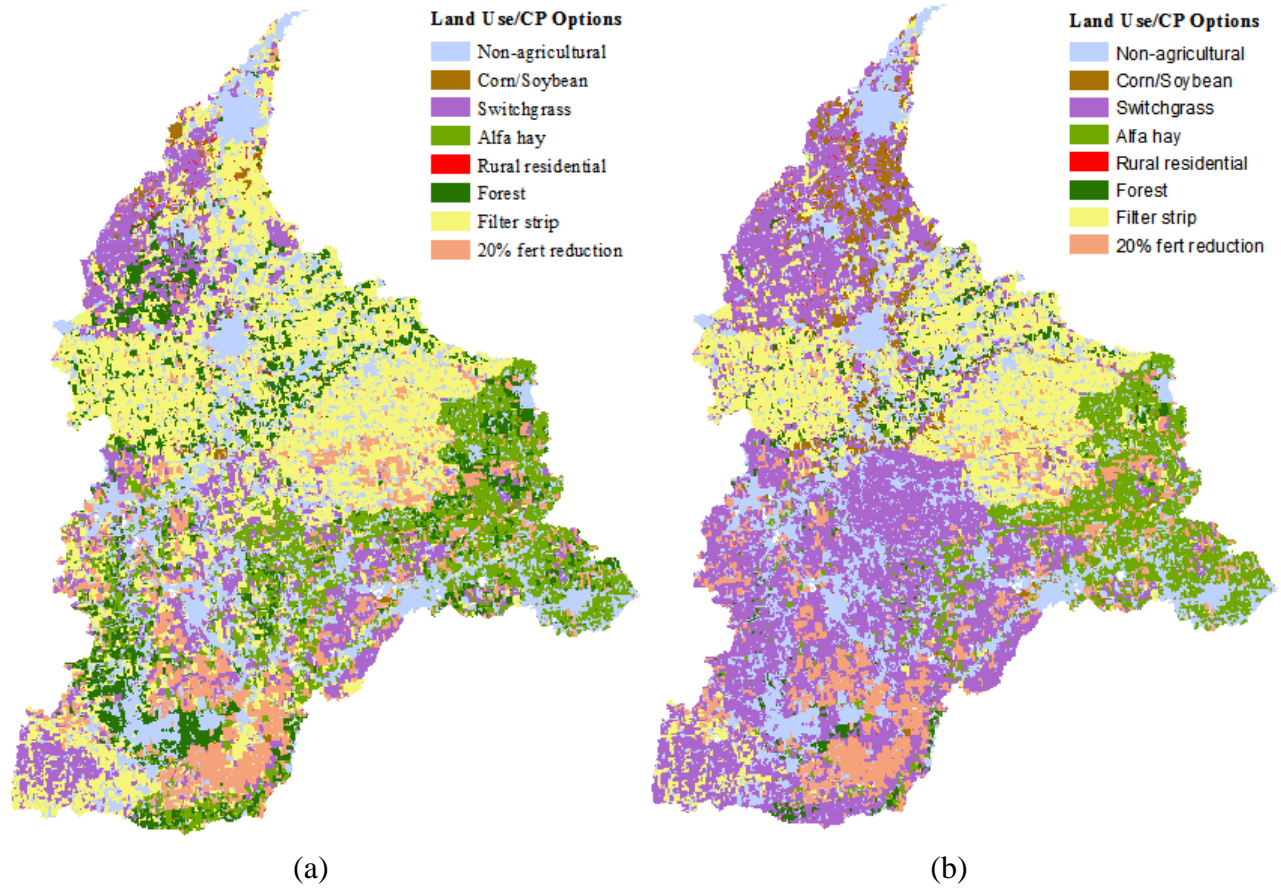 Land Use/CP Options
Non-agricultural
Corn/Soybean
Switchgrass
Alfa hay
Rural residential
Forest
Filter strip
20% fert reduction
Land Use/CP Options
Non-agricultural
Corn/Soybean
Switchgrass
Alfa hay
Rural residential
Forest
Filter strip
20% fert reduction
(a)
(b)